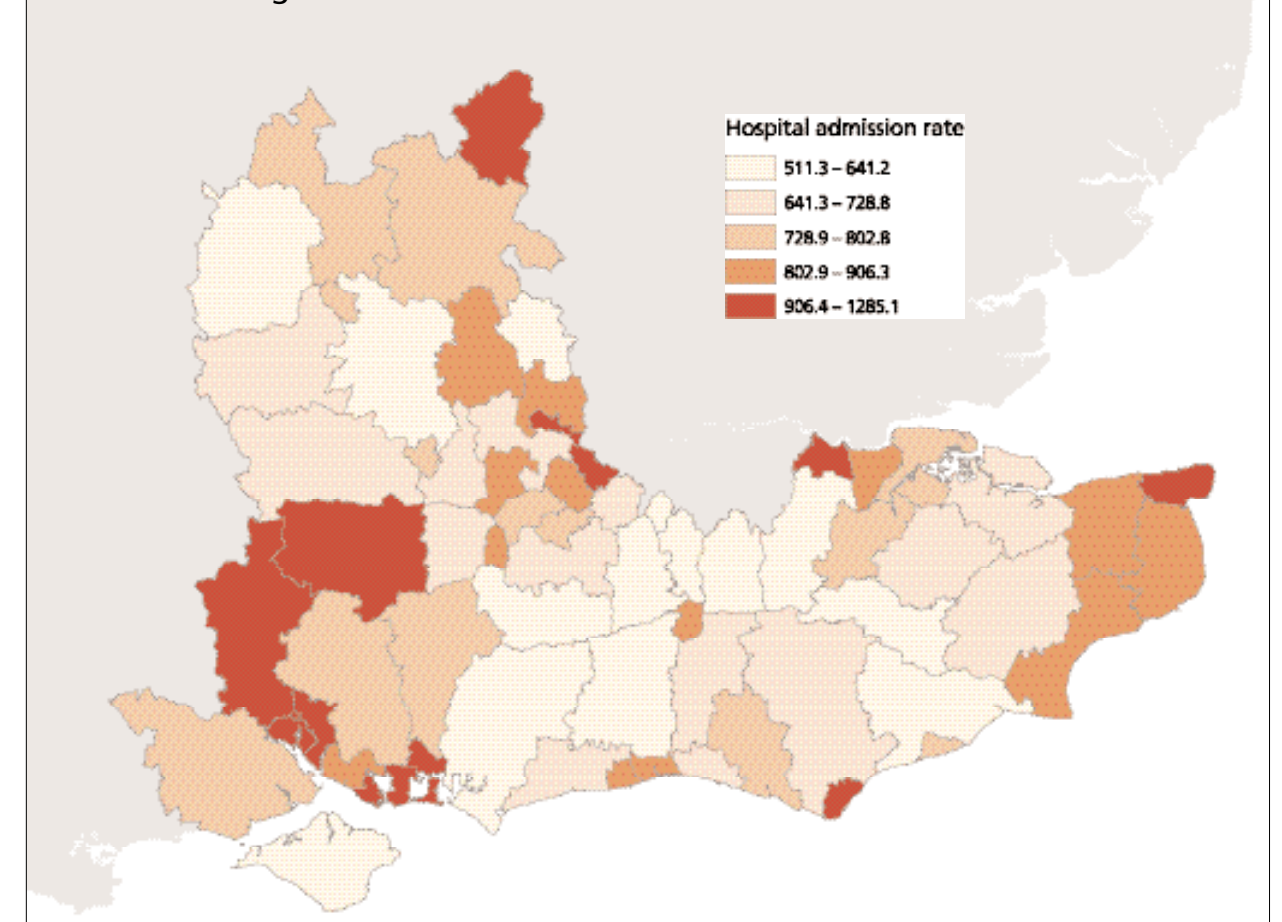 Hospital admission rate
511.3 – 641.2
641.3 – 728.8
728.9 – 802.8
802.9 – 906.3
906.4 – 1285.1